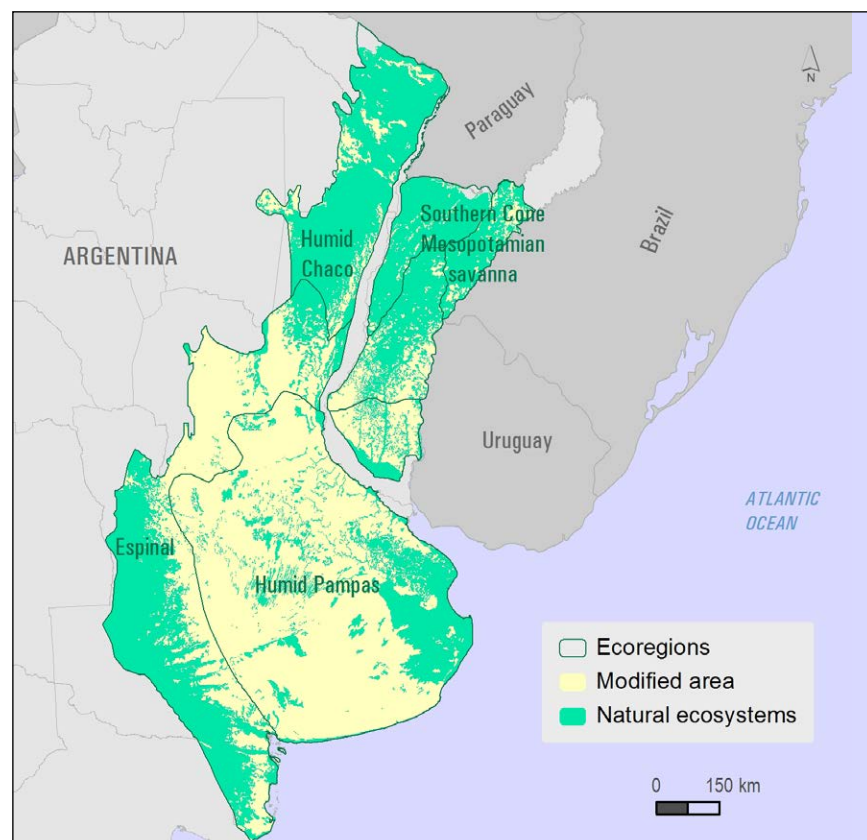 N
Paraguay
Southern Cone
Mesopotamian
savanna
Humid
Chaco
ARGENTINA
Brazil
Uruguay
ATLANTIC
OCEAN
Espinal
Humid Pampas
Ecoregions
Modified area
Natural ecosystems
0 150 km